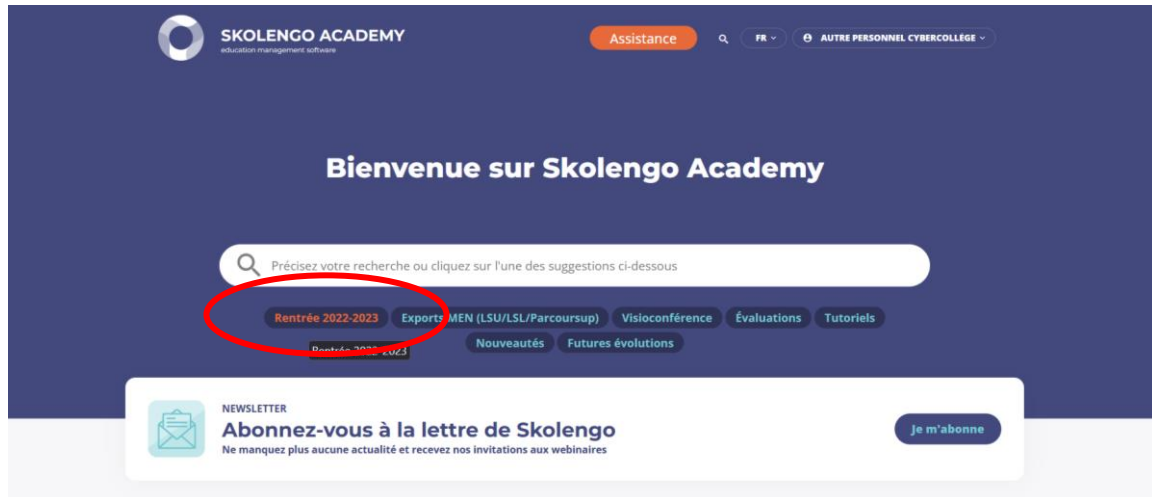 SKOLENGO ACADEMY
education management software
Assistance
FR
AUTRE PERSONNEL CYBERCOLLÈGE
Bienvenue sur Skolengo Academy
Précisez votre recherche ou cliquez sur l'une des suggestions ci-dessous
Rentrée 2022-2023 Exports MEN (LSU/LSL/Parcoursup) Visioconférence Évaluations Tutoriels
Nouveautés Futures évolutions
Rentrée 2022-2023
NEWSLETTER
Abonnez-vous à la lettre de Skolengo
Ne manquez plus aucune actualité et recevez nos invitations aux webinaires
Je m'abonne